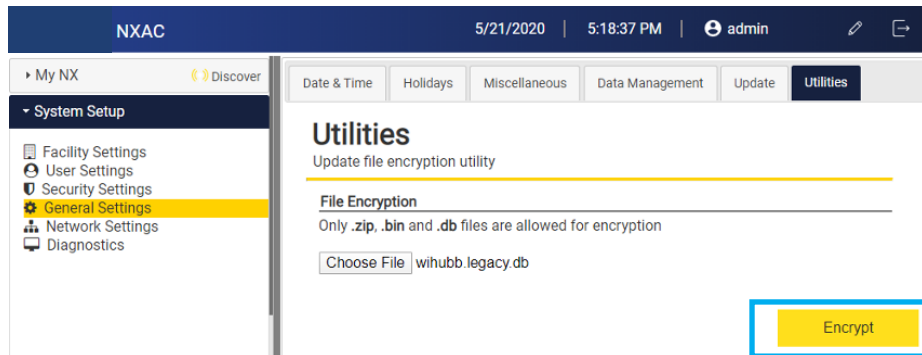 NXAC 5/21/2020 | 5:18:37 PM | admin
My NX Discover
System Setup
Facility Settings
User Settings
Security Settings
General Settings
Network Settings
Diagnostics
Date & Time Holidays Miscellaneous Data Management Update Utilities
Utilities
Update file encryption utility
File Encryption
Only .zip, .bin and .db files are allowed for encryption
Choose File wihubb.legacy.db
Encrypt